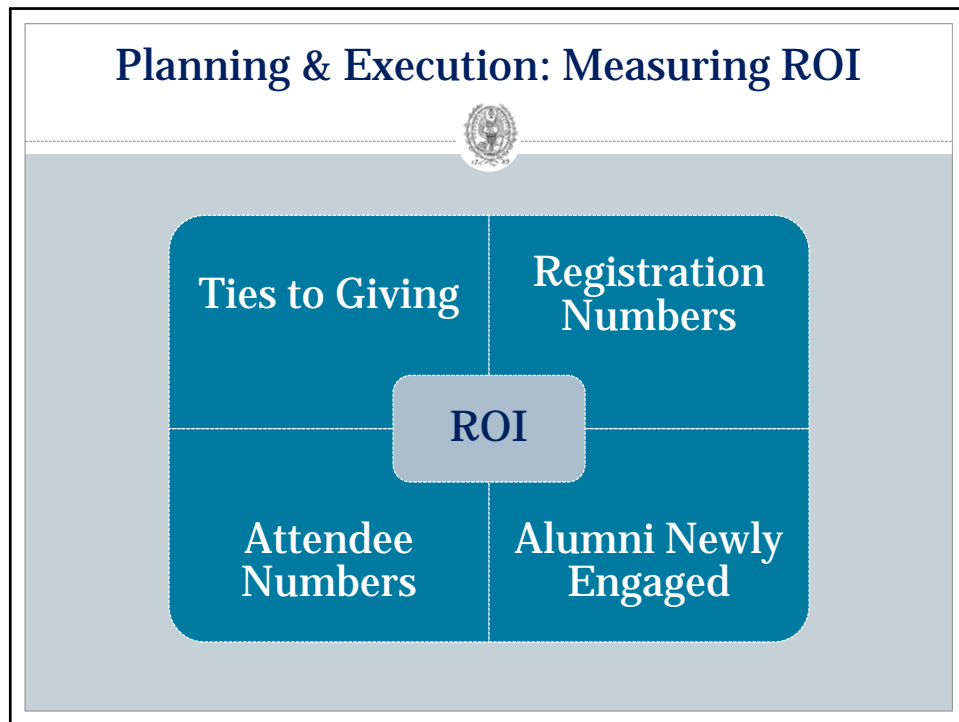 Planning & Execution: Measuring ROI
Ties to Giving
Registration
Numbers
ROI
Attendee
Numbers
Alumni Newly
Engaged